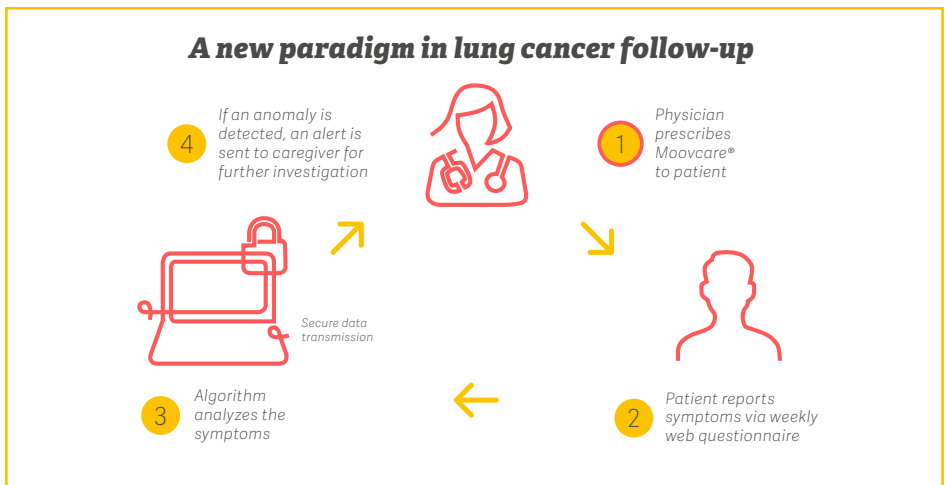 A new paradigm in lung cancer follow-up
1
Physician
prescribes
Moovcare®
to patient
2
Patient reports
symptoms via weekly
web questionnaire
3
Algorithm
analyzes the
symptoms
Secure data
transmission
4
If an anomaly is
detected, an alert is
sent to caregiver for
further investigation